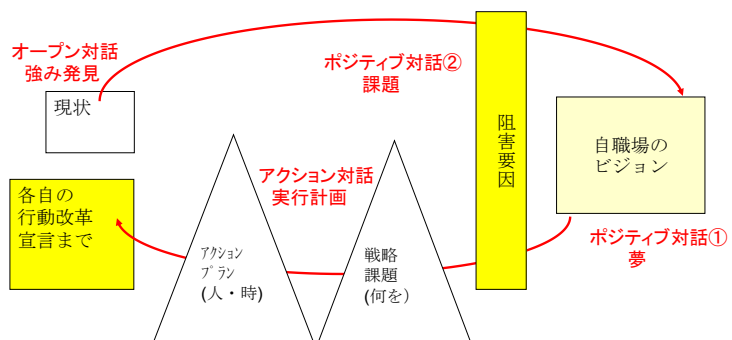 オープン対話
強み発見
現状
ポジティブ対話②
課題
阻害要因
自職場の
ビジョン
ポジティブ対話①
夢
アクション対話
実行計画
戦略
課題
(何を）
ｱｸｼｮﾝ
ﾌﾟﾗﾝ
(人・時)
各自の
行動改革
宣言まで